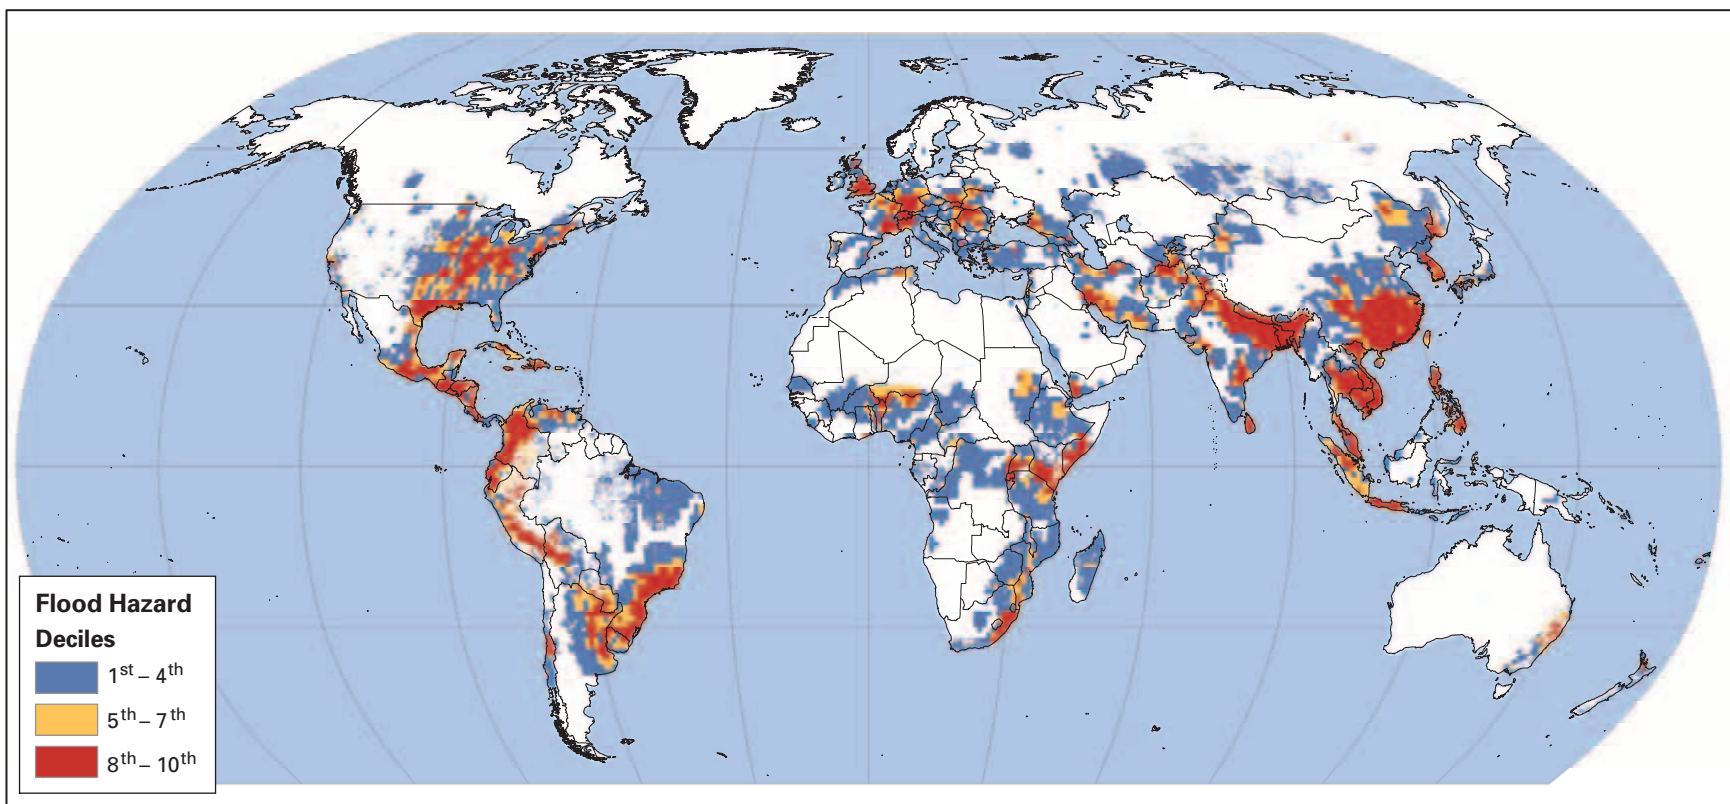 Flood Hazard
Deciles
1st – 4th
5th – 7th
8th – 10th